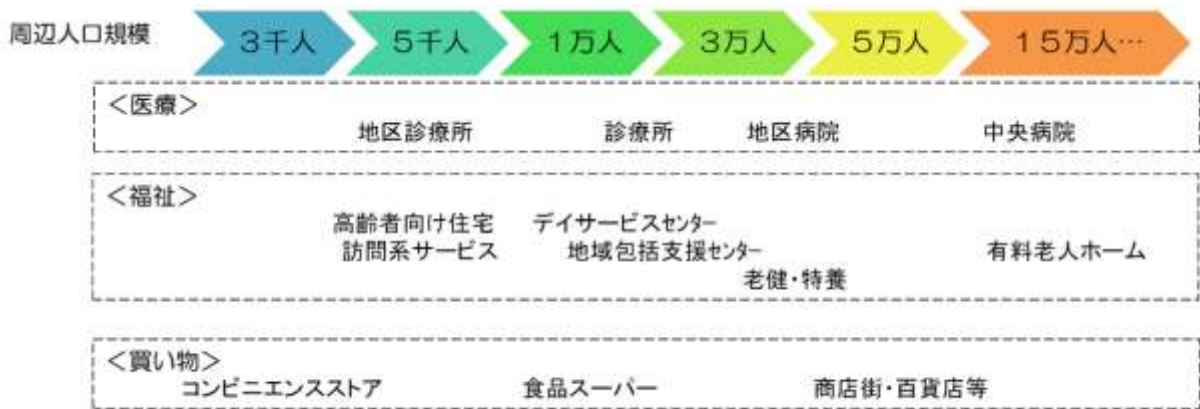 周辺人口規模 3千人 5千人 1万人 3万人 5万人 15万人…
＜医療＞
地区診療所 診療所 地区病院 中央病院
＜福祉＞
高齢者向け住宅 デイサービスセンター
訪問系サービス 地域包括支援センター 有料老人ホーム
老健・特養
＜買い物＞
コンビニエンスストア 食品スーパー 商店街・百貨店等